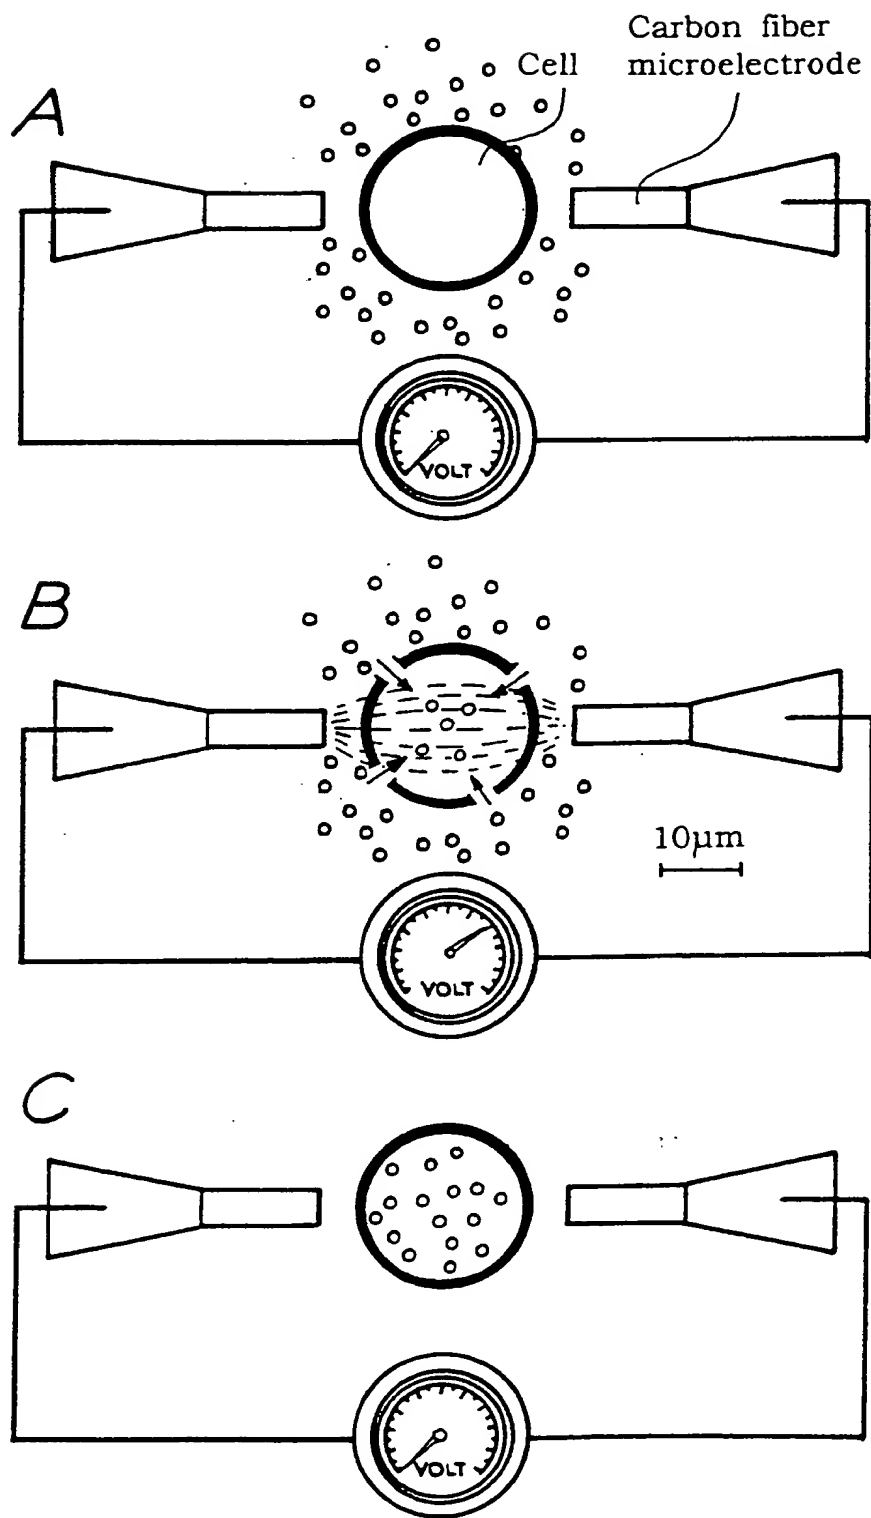 Carbon fiber
microelectrode
Cell
A
VOLT
B
10µm
VOLT
C
VOLT